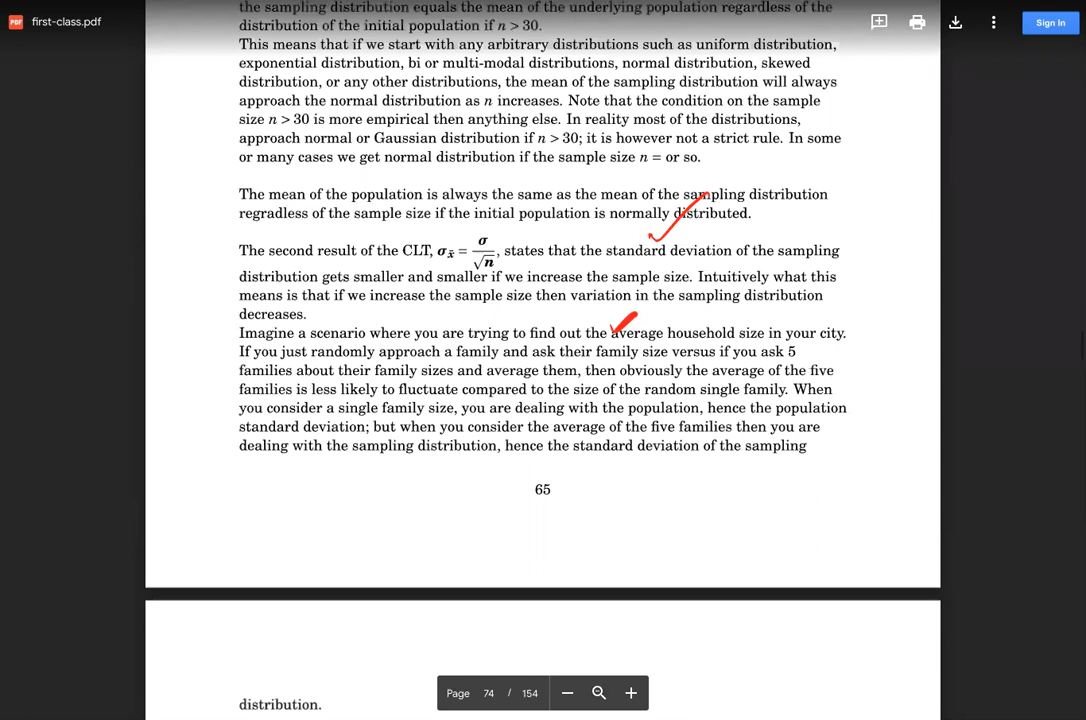 PDF first-class.pdf
Sign In
the sampling distribution equals the mean of the underlying population regardless of the
distribution of the initial population if n > 30.
This means that if we start with any arbitrary distributions such as uniform distribution,
exponential distribution, bi or multi-modal distributions, normal distribution, skewed
distribution, or any other distributions, the mean of the sampling distribution will always
approach the normal distribution as n increases. Note that the condition on the sample
size n > 30 is more empirical then anything else. In reality most of the distributions,
approach normal or Gaussian distribution if n > 30; it is however not a strict rule. In some
or many cases we get normal distribution if the sample size n = or so.
The mean of the population is always the same as the mean of the sampling distribution
regradless of the sample size if the initial population is normally distributed.
The second result of the CLT, σx̄ = σ/√n, states that the standard deviation of the sampling
distribution gets smaller and smaller if we increase the sample size. Intuitively what this
means is that if we increase the sample size then variation in the sampling distribution
decreases.
Imagine a scenario where you are trying to find out the average household size in your city.
If you just randomly approach a family and ask their family size versus if you ask 5
families about their family sizes and average them, then obviously the average of the five
families is less likely to fluctuate compared to the size of the random single family. When
you consider a single family size, you are dealing with the population, hence the population
standard deviation; but when you consider the average of the five families then you are
dealing with the sampling distribution, hence the standard deviation of the sampling
65
distribution.
Page 74 / 154